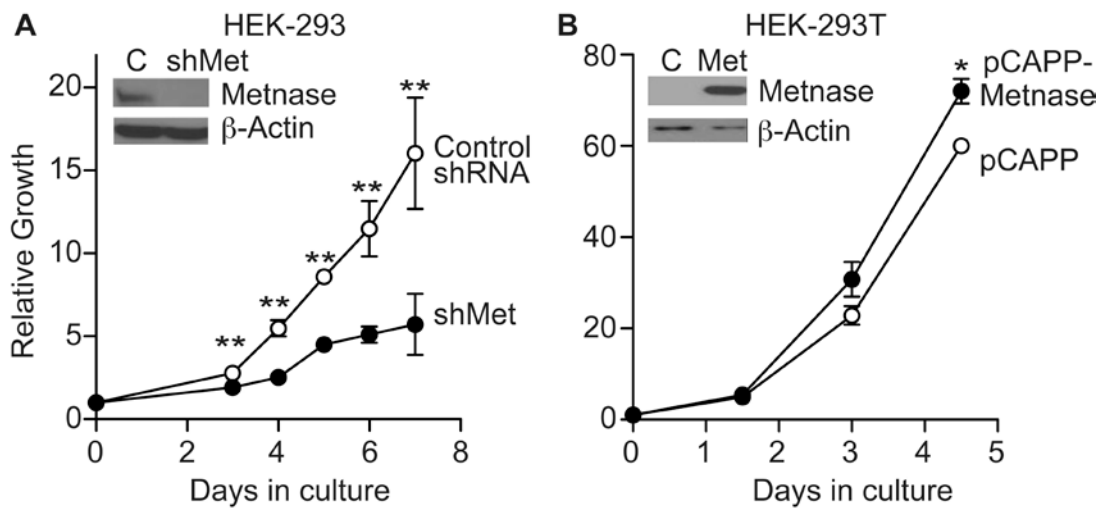 A HEK-293
C shMet
Metnase
β-Actin
Relative Growth
20
15
10
5
0
**
**
**
**
**
Control
shRNA
shMet
0 2 4 6 8
Days in culture
B HEK-293T
C Met
Metnase
β-Actin
80
60
40
20
0
*
pCAPP-
Metnase
pCAPP
0 1 2 3 4 5
Days in culture